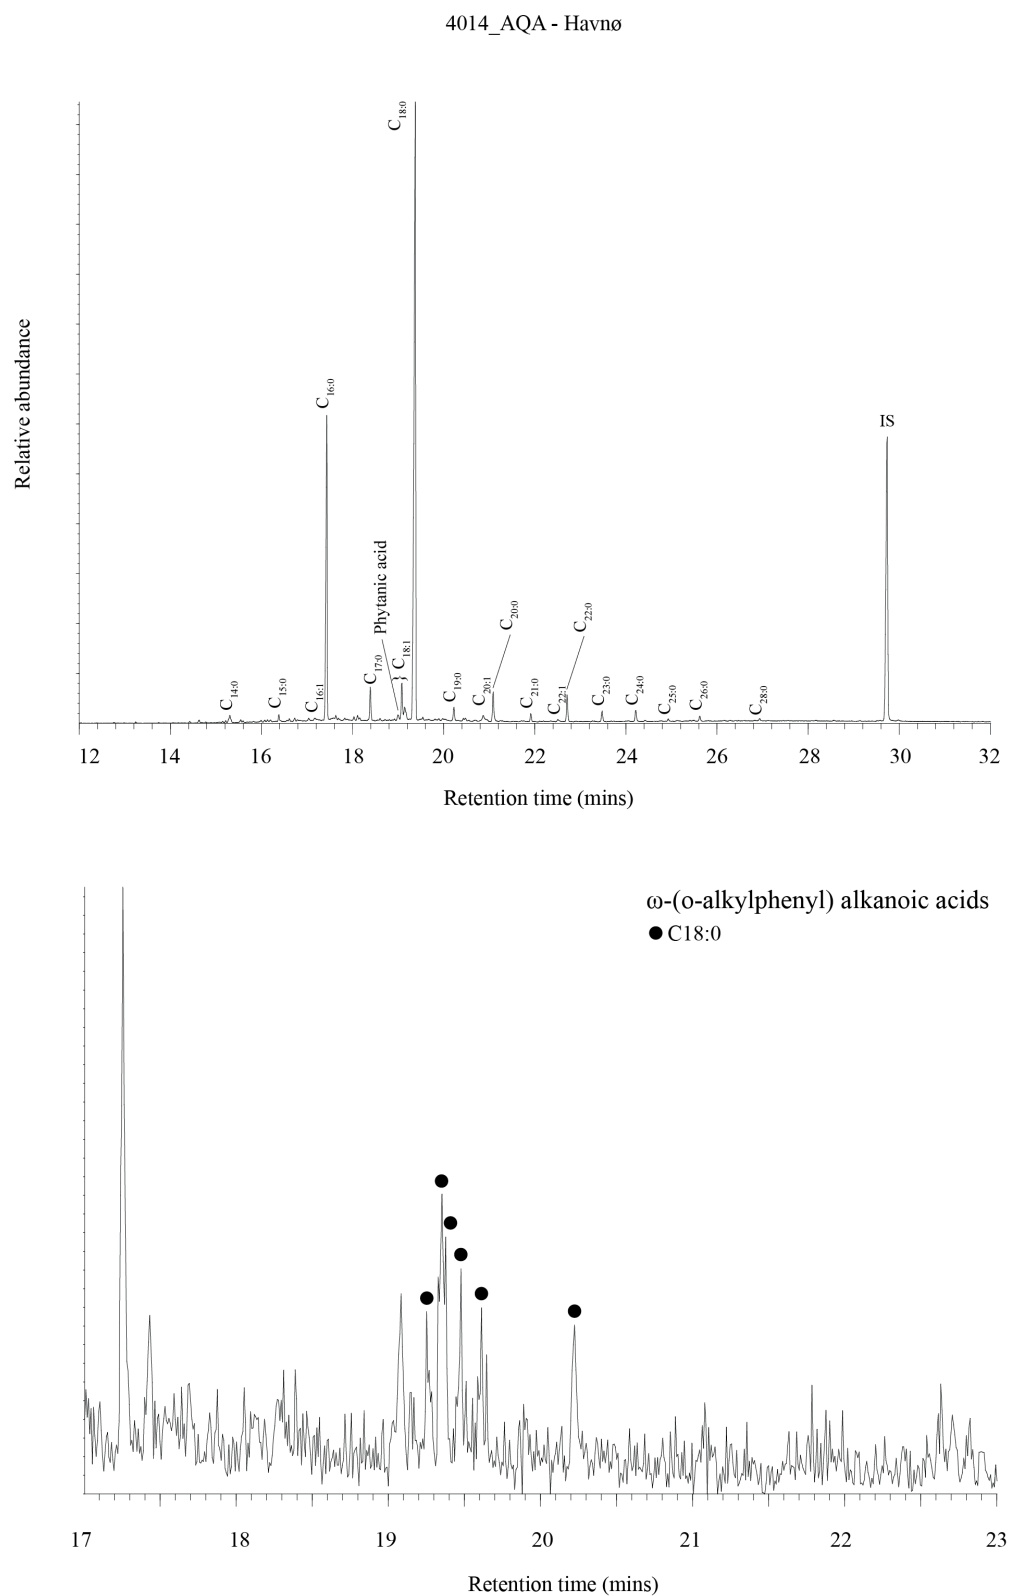 4014_AQA - Havnø
Relative abundance
C14:0
C15:0
C16:1
C16:0
C17:0
Phytanic acid
C18:1
C18:0
C19:0
C20:1
C20:0
C21:0
C22:1
C22:0
C23:0
C24:0
C25:0
C26:0
C28:0
IS
12 14 16 18 20 22 24 26 28 30 32
Retention time (mins)
ω-(o-alkylphenyl) alkanoic acids
● C18:0
17 18 19 20 21 22 23
Retention time (mins)